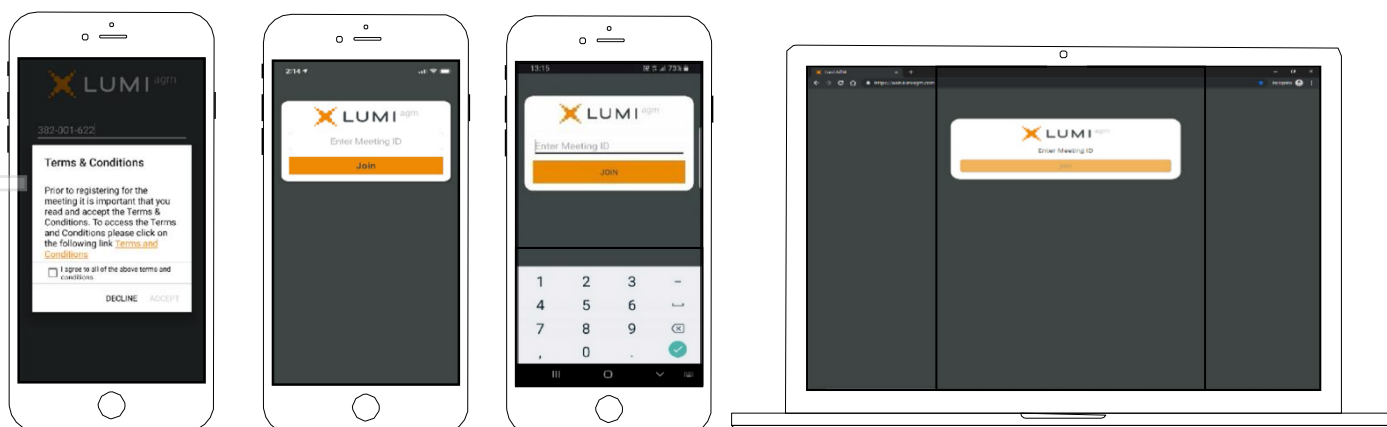 LUMI agm
382-001-622
Terms & Conditions
Prior to registering for the
meeting it is important that you
read and accept the Terms &
Conditions. To access the Terms
and Conditions please click on
the following link Terms and
Conditions
I agree to all of the above terms and
conditions
DECLINE ACCEPT
2:14
LUMI agm
Enter Meeting ID
Join
13:15
73%
LUMI agm
Enter Meeting ID
JOIN
1 2 3 -
4 5 6
7 8 9
, 0 .
Lumi AGM
LUMI agm
Enter Meeting ID